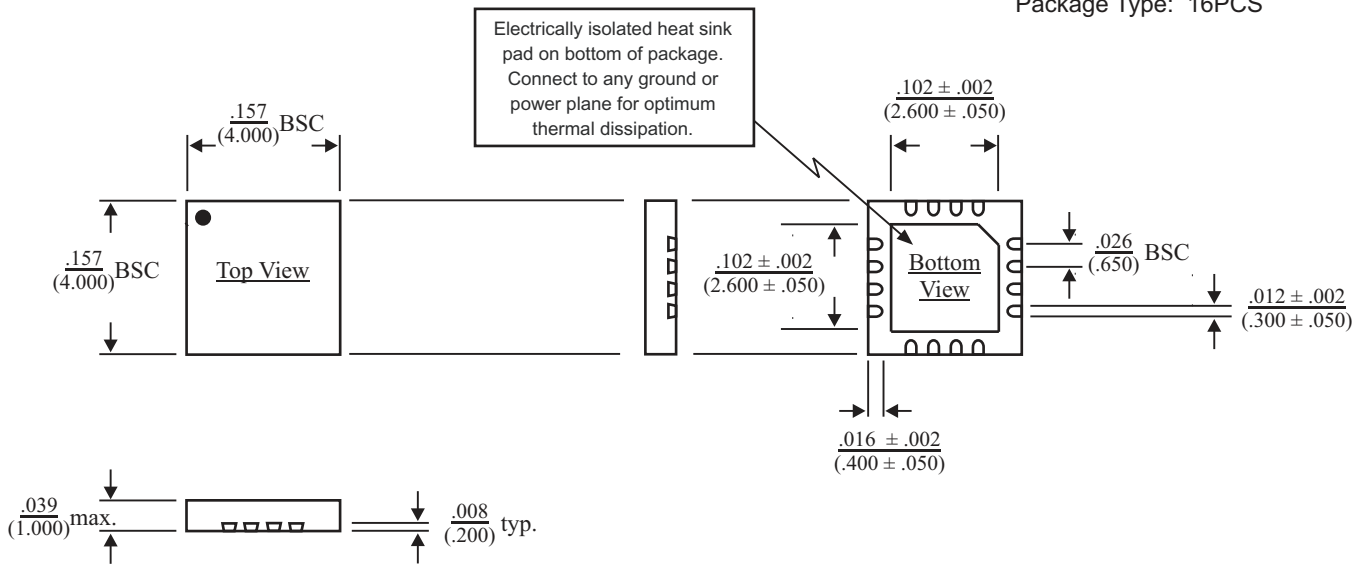 Package Type: 16PCS
Electrically isolated heat sink
pad on bottom of package.
Connect to any ground or
power plane for optimum
thermal dissipation.
.157
(4.000)
BSC
.102 ± .002
(2.600 ± .050)
.157
(4.000)
BSC
Top View
.102 ± .002
(2.600 ± .050)
Bottom
View
.026
(.650)
BSC
.012 ± .002
(.300 ± .050)
.016 ± .002
(.400 ± .050)
.039
(1.000)
max.
.008
(.200)
typ.